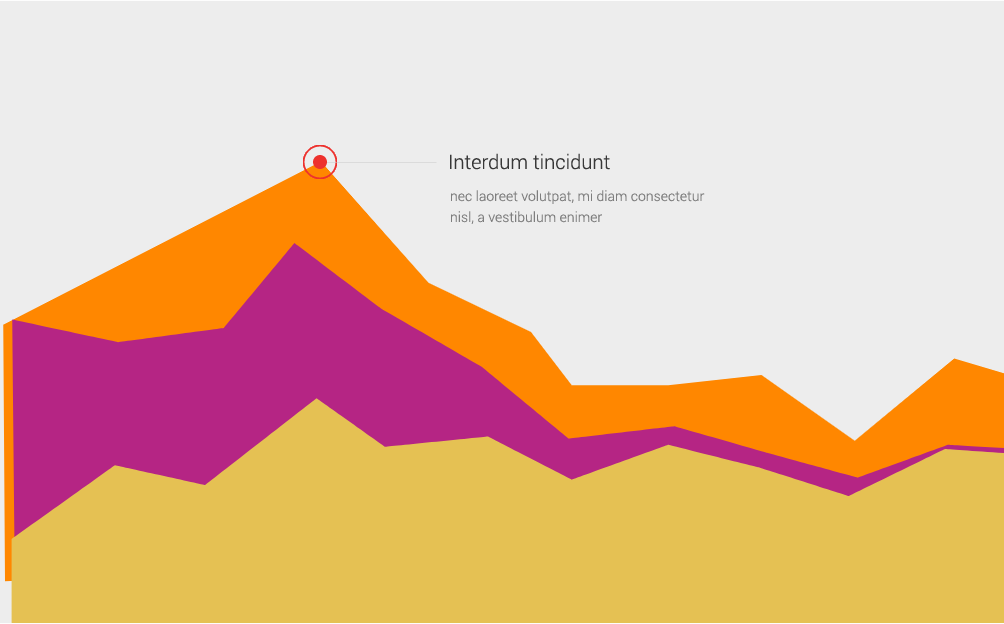 Interdum tincidunt
nec laoreet volutpat, mi diam consectetur
nisl, a vestibulum enimer